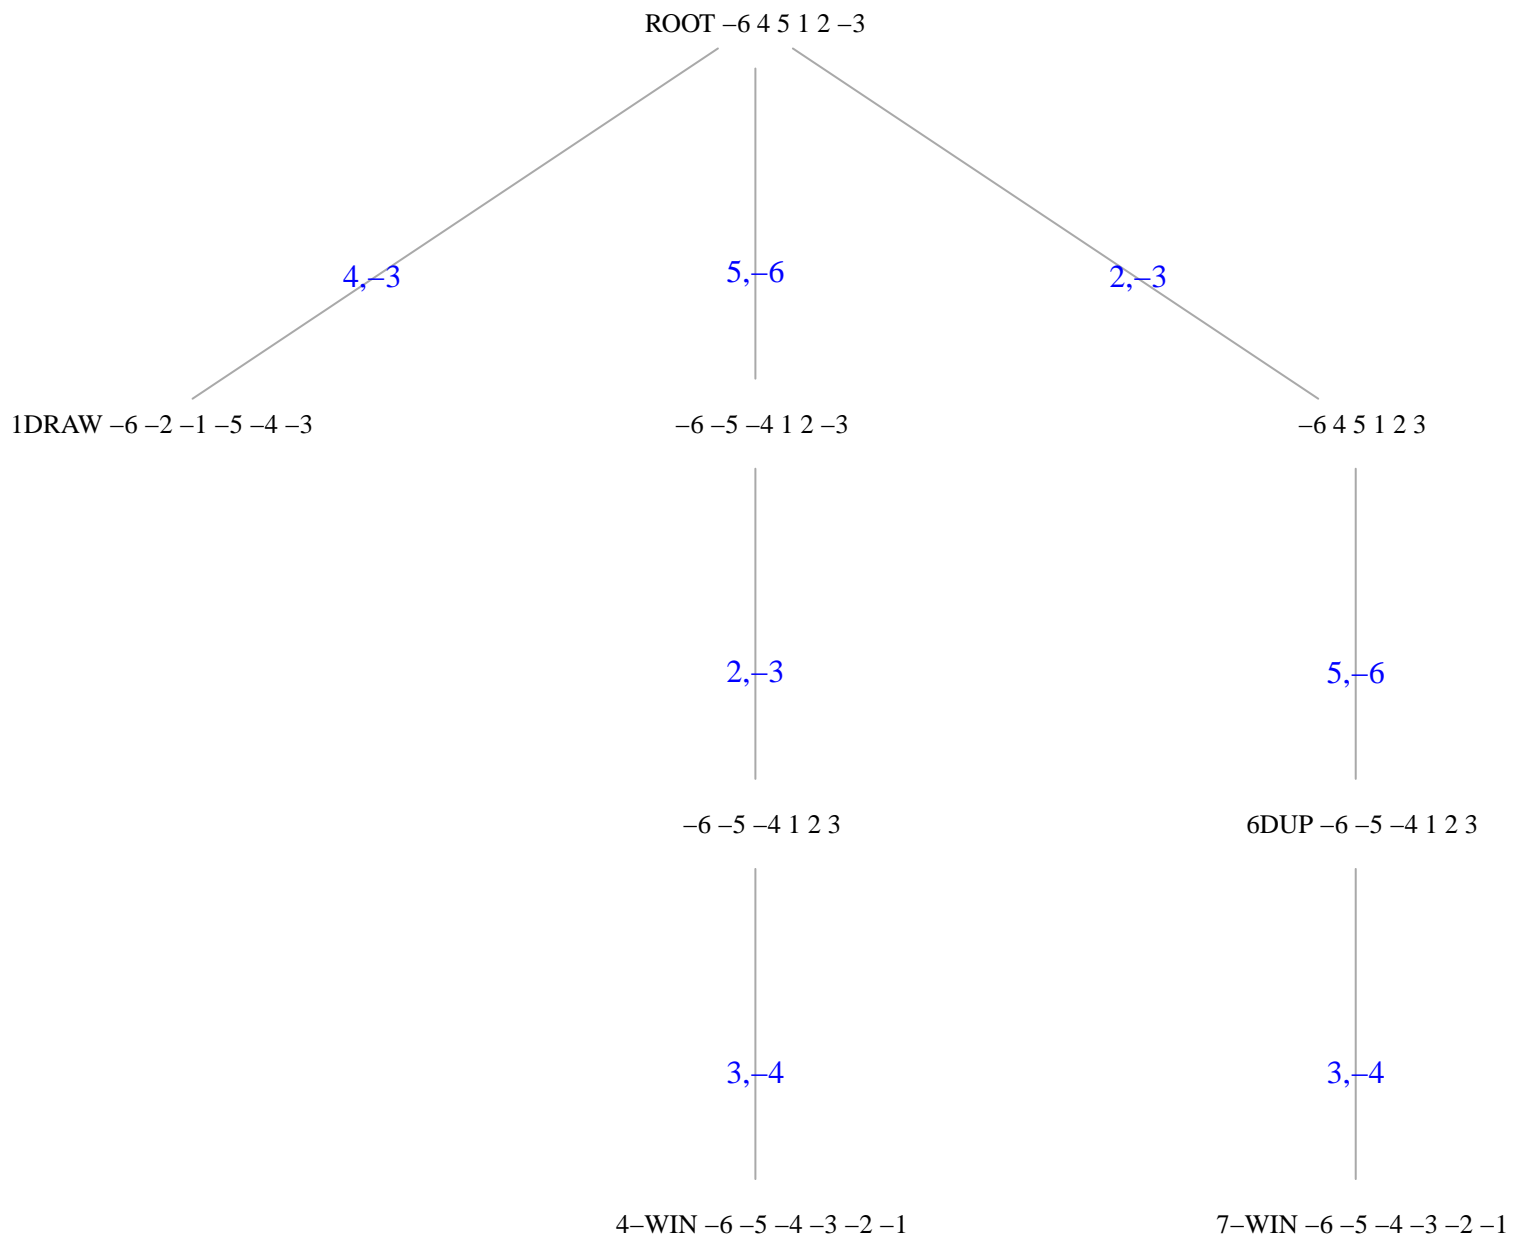 ROOT –6 4 5 1 2 –3
4,–3
5,–6
2,–3
1DRAW –6 –2 –1 –5 –4 –3
–6 –5 –4 1 2 –3
–6 4 5 1 2 3
2,–3
5,–6
–6 –5 –4 1 2 3
6DUP –6 –5 –4 1 2 3
3,–4
3,–4
4–WIN –6 –5 –4 –3 –2 –1
7–WIN –6 –5 –4 –3 –2 –1